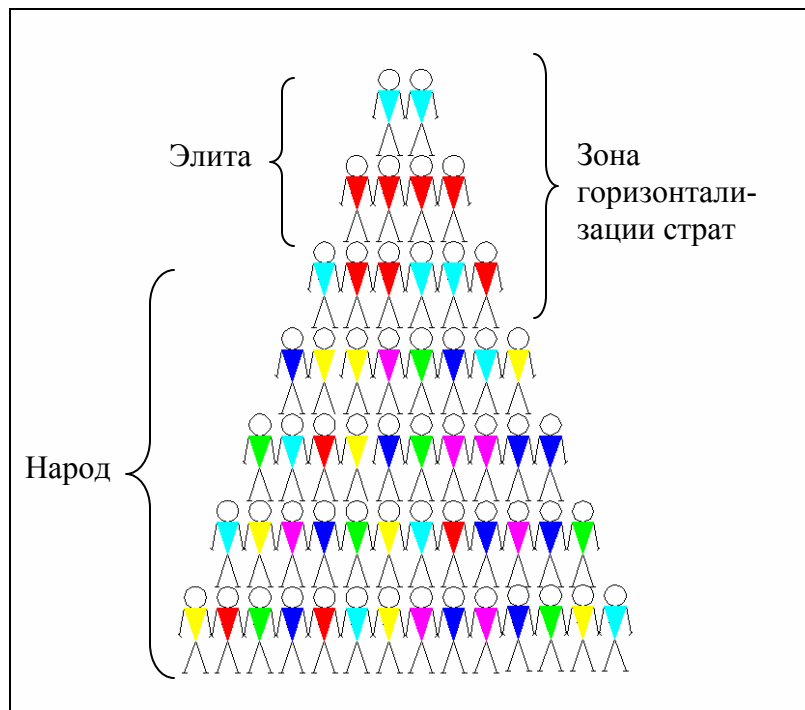 Элита
Зона
горизонтали-
зации страт
Народ